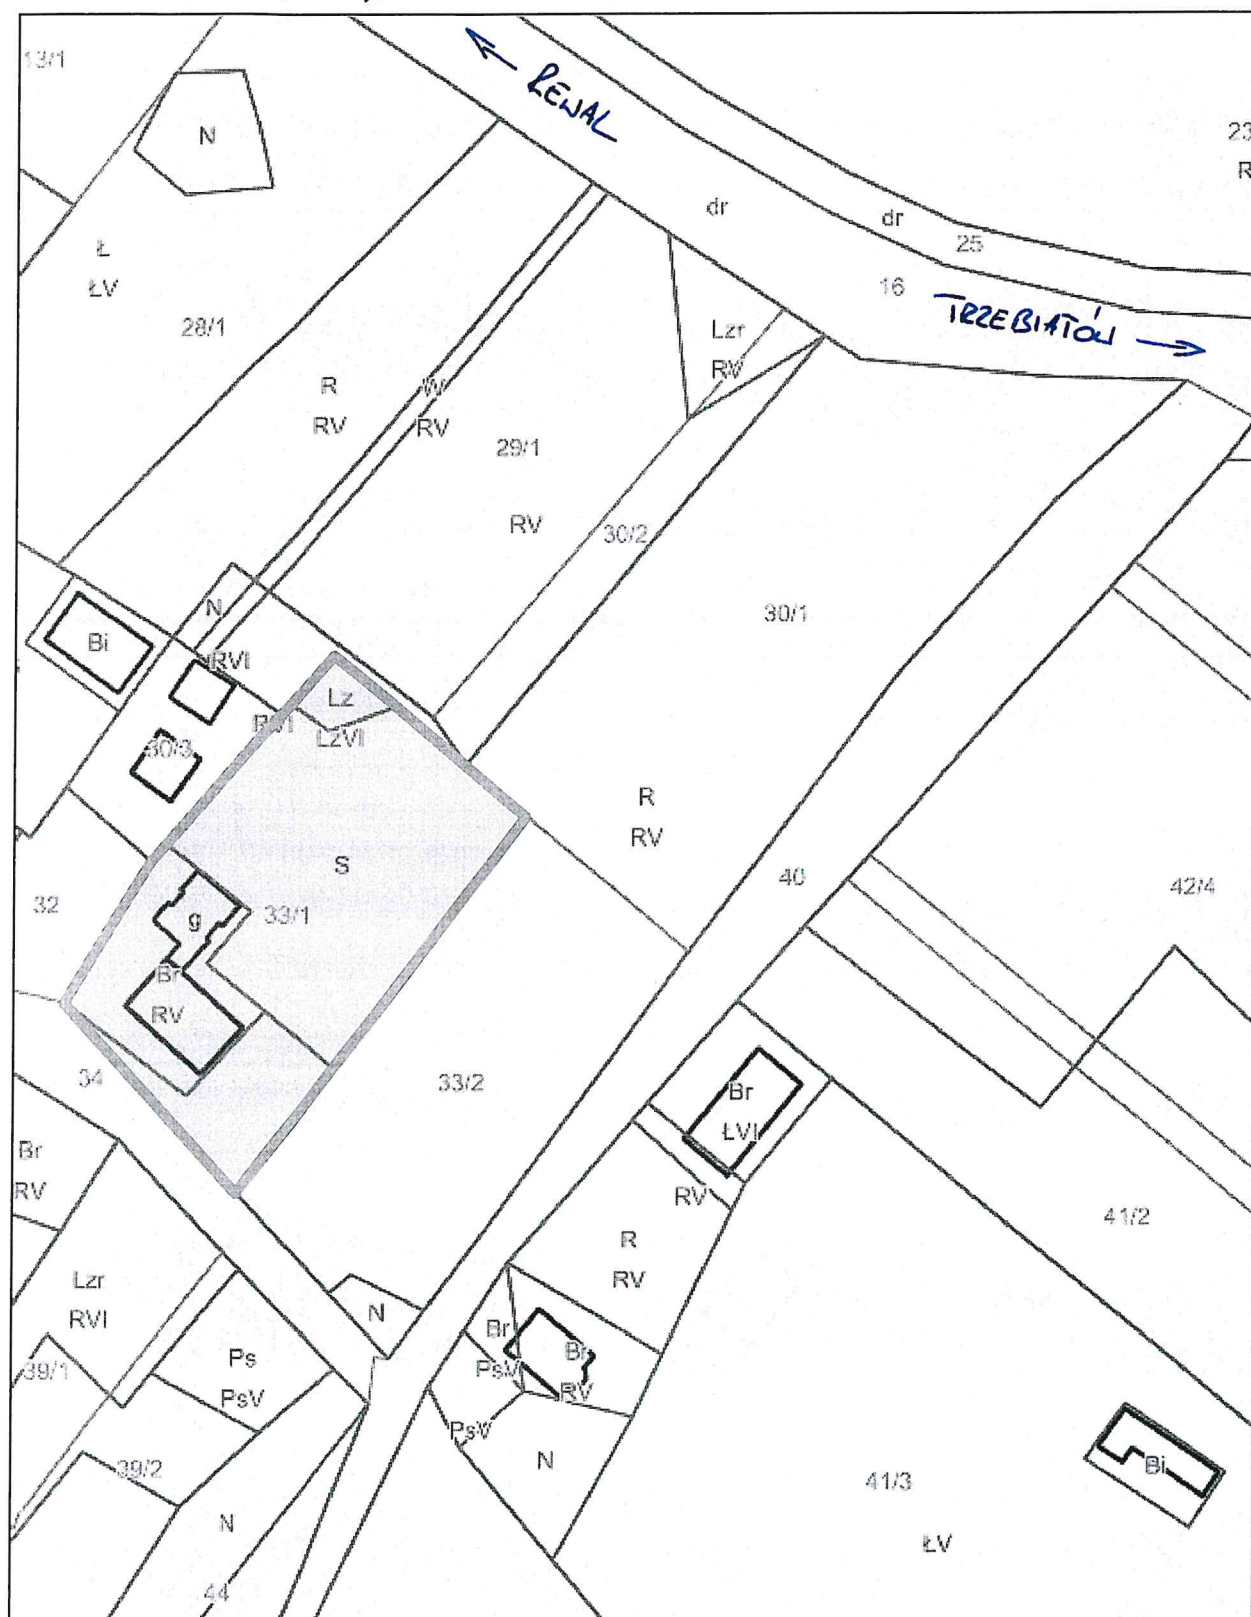 13/1
REWAL
N
23
R
dr
dr
25
Ł
ŁV
16
TRZEBIATÓW
28/1
Lzr
RV
R
W
RV
RV
29/1
RV
30/2
N
30/1
Bi
RVI
Lz
RVI
LzVI
30/3
R
RV
S
40
42/4
32
g
33/1
Br
RV
34
33/2
Br
ŁVI
Br
RV
RV
41/2
R
RV
Lzr
RVI
N
Br
Br
Ps
PsV
RV
39/1
PsV
PsV
39/2
N
Bi
41/3
N
ŁV
44